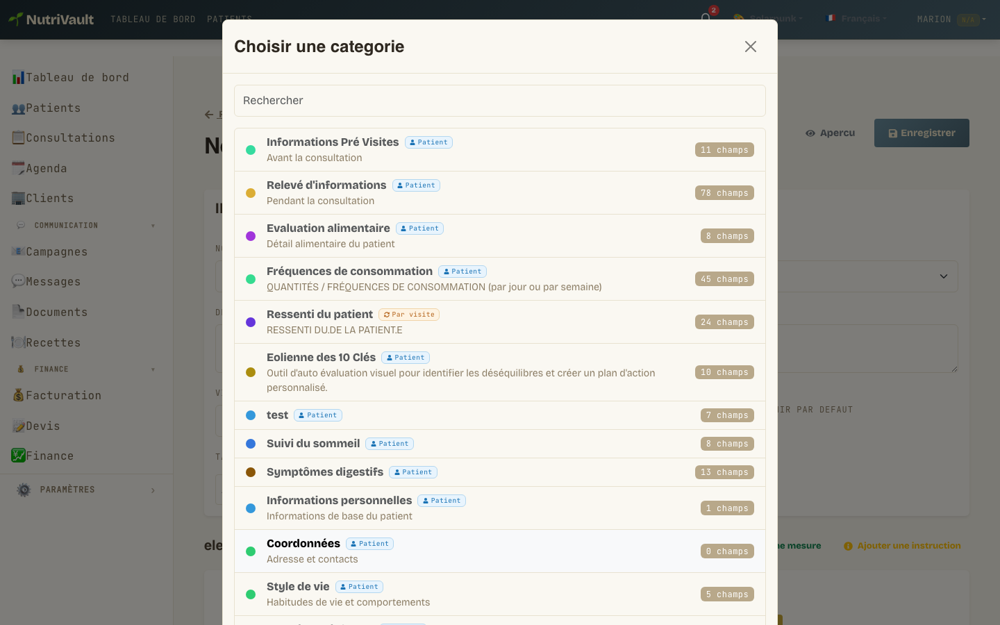 NutriVault
TABLEAU DE BORD
PATIENTS
2
Solarpunk
Français
MARION
N/A
Tableau de bord
Patients
Consultations
Agenda
Clients
COMMUNICATION
Campagnes
Messages
Documents
Recettes
FINANCE
Facturation
Devis
Finance
PARAMÈTRES
Aperçu
Enregistrer
IR PAR DEFAUT
ele
ne mesure
Ajouter une instruction
Choisir une categorie
Rechercher
Informations Pré Visites Patient
Avant la consultation
11 champs
Relevé d'informations Patient
Pendant la consultation
78 champs
Evaluation alimentaire Patient
Détail alimentaire du patient
8 champs
Fréquences de consommation Patient
QUANTITÉS / FRÉQUENCES DE CONSOMMATION (par jour ou par semaine)
45 champs
Ressenti du patient Par visite
RESSENTI DU.DE LA PATIENT.E
24 champs
Eolienne des 10 Clés Patient
Outil d'auto évaluation visuel pour identifier les déséquilibres et créer un plan d'action
personnalisé.
10 champs
test Patient
7 champs
Suivi du sommeil Patient
8 champs
Symptômes digestifs Patient
13 champs
Informations personnelles Patient
Informations de base du patient
1 champs
Coordonnées Patient
Adresse et contacts
0 champs
Style de vie Patient
Habitudes de vie et comportements
5 champs